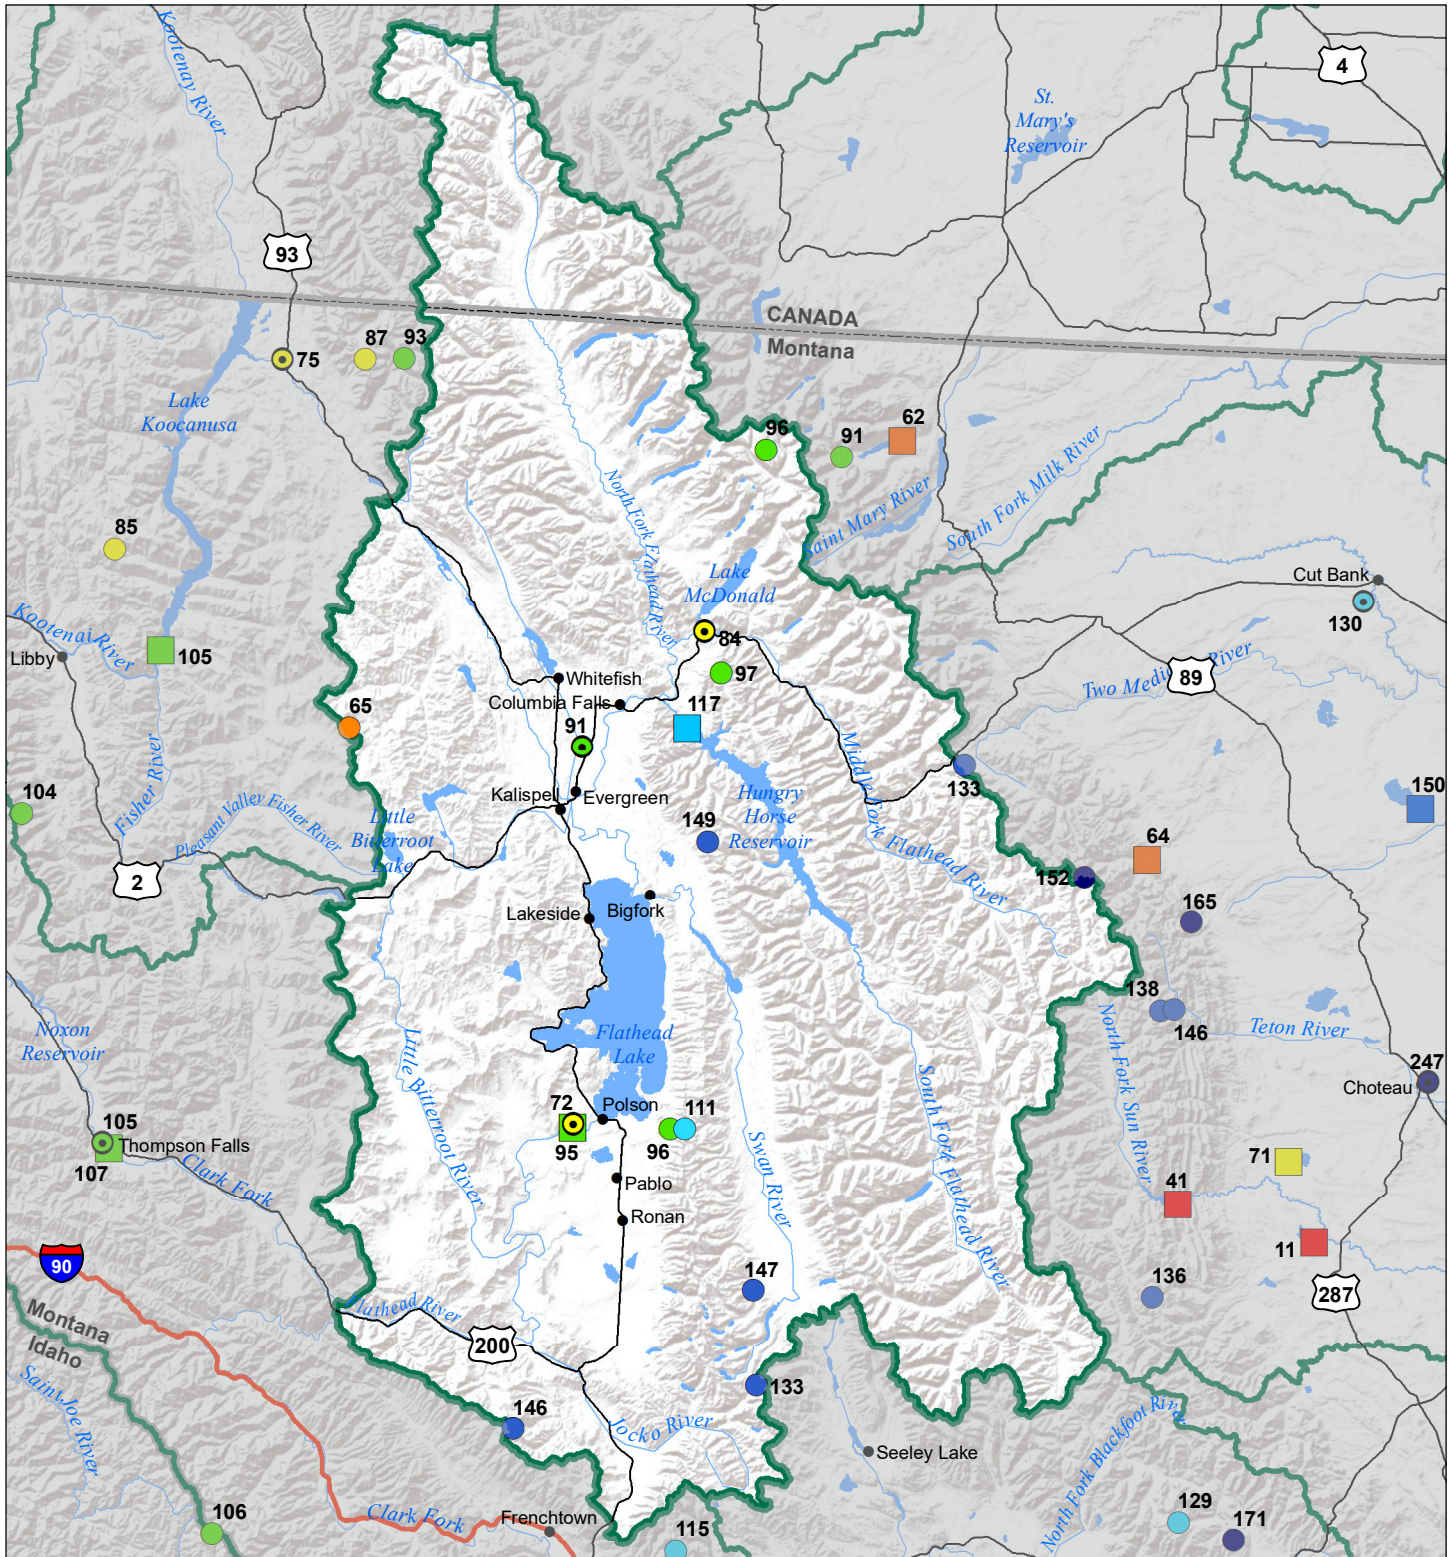 Kootenay River
4
St.
Mary's
Reservoir
93
CANADA
Montana
75
87
93
Lake
Koocanusa
96
91
62
North Fork Flathead River
Saint Mary River
South Fork Milk River
85
Lake
McDonald
Cut Bank
130
Kootenai River
Libby
105
84
97
Two Medicine River
89
Whitefish
Columbia Falls
117
65
91
Fisher River
Middle Fork Flathead River
133
104
Pleasant Valley Fisher River
Little
Bitterroot
Lake
Kalispell
Evergreen
Hungry
Horse
Reservoir
149
150
64
2
152
165
Lakeside
Bigfork
138
146
Noxon
Reservoir
Flathead
Lake
North Fork Sun River
Teton River
247
Choteau
Little Bitterroot River
South Fork Flathead River
72
95
Polson
96
111
Swan River
105
Thompson Falls
107
Clark Fork
Pablo
Ronan
41
71
11
90
147
136
287
Montana
Idaho
Flathead River
200
133
Saint Joe River
146
Jocko River
Seeley Lake
North Fork Blackfoot River
106
Clark Fork
Frenchtown
115
129
171